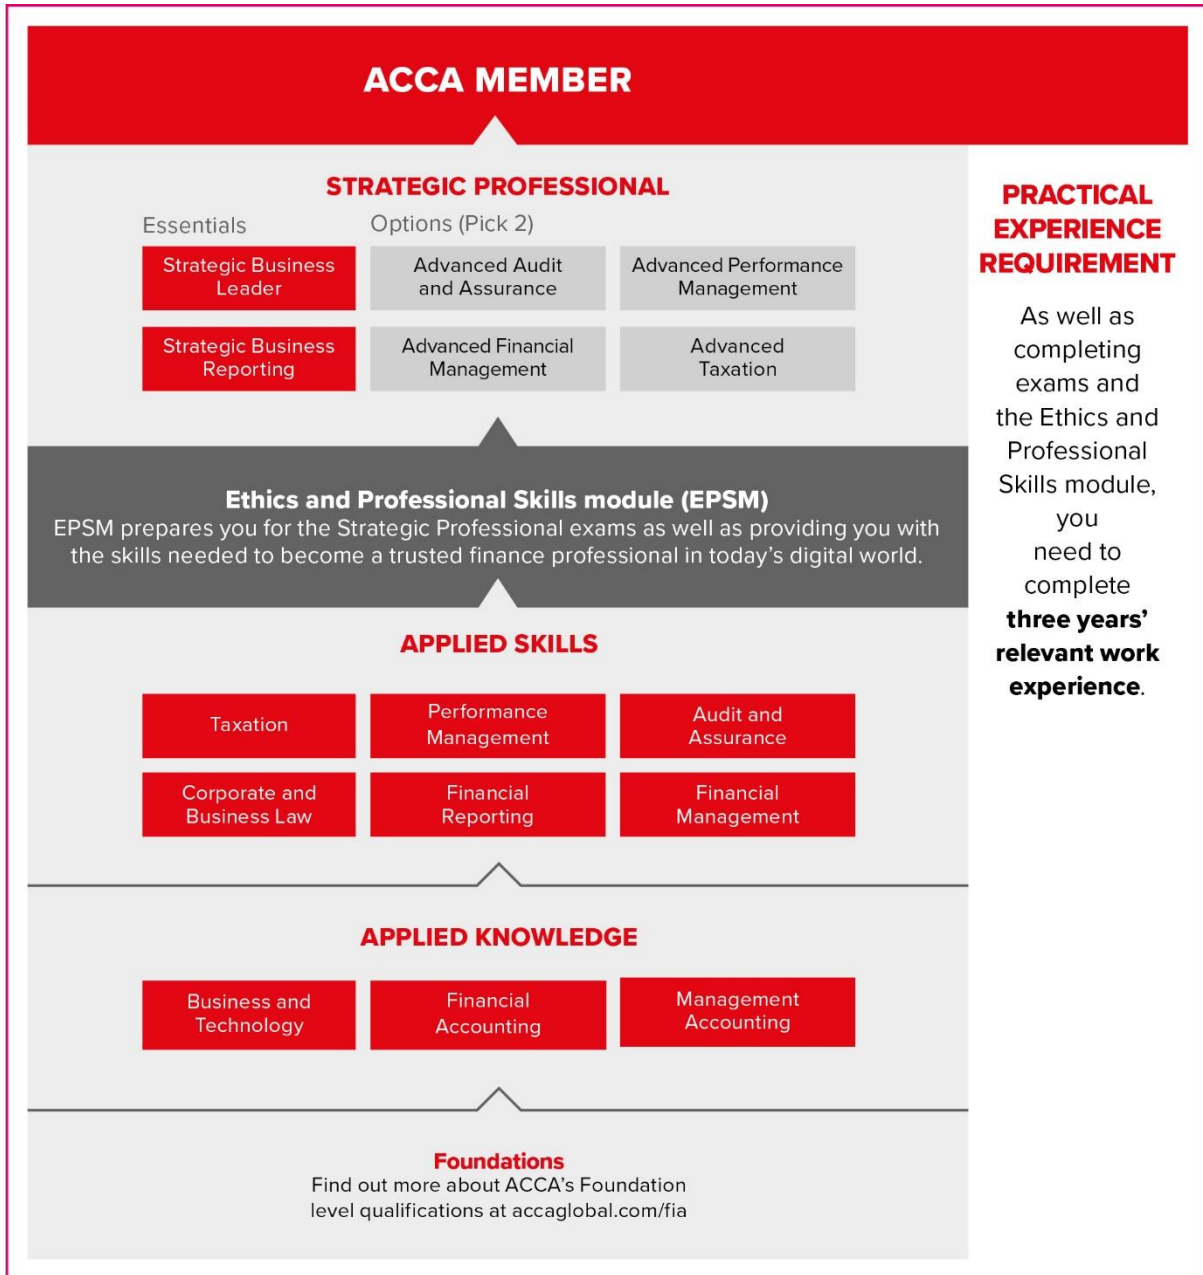 ACCA MEMBER
STRATEGIC PROFESSIONAL
Essentials
Options (Pick 2)
Strategic Business
Leader
Advanced Audit
and Assurance
Advanced Performance
Management
Strategic Business
Reporting
Advanced Financial
Management
Advanced
Taxation
Ethics and Professional Skills module (EPSM)
EPSM prepares you for the Strategic Professional exams as well as providing you with
the skills needed to become a trusted finance professional in today’s digital world.
APPLIED SKILLS
Taxation
Performance
Management
Audit and
Assurance
Corporate and
Business Law
Financial
Reporting
Financial
Management
APPLIED KNOWLEDGE
Business and
Technology
Financial
Accounting
Management
Accounting
Foundations
Find out more about ACCA’s Foundation
level qualifications at accaglobal.com/fia
PRACTICAL
EXPERIENCE
REQUIREMENT
As well as
completing
exams and
the Ethics and
Professional
Skills module,
you
need to
complete
three years’
relevant work
experience.